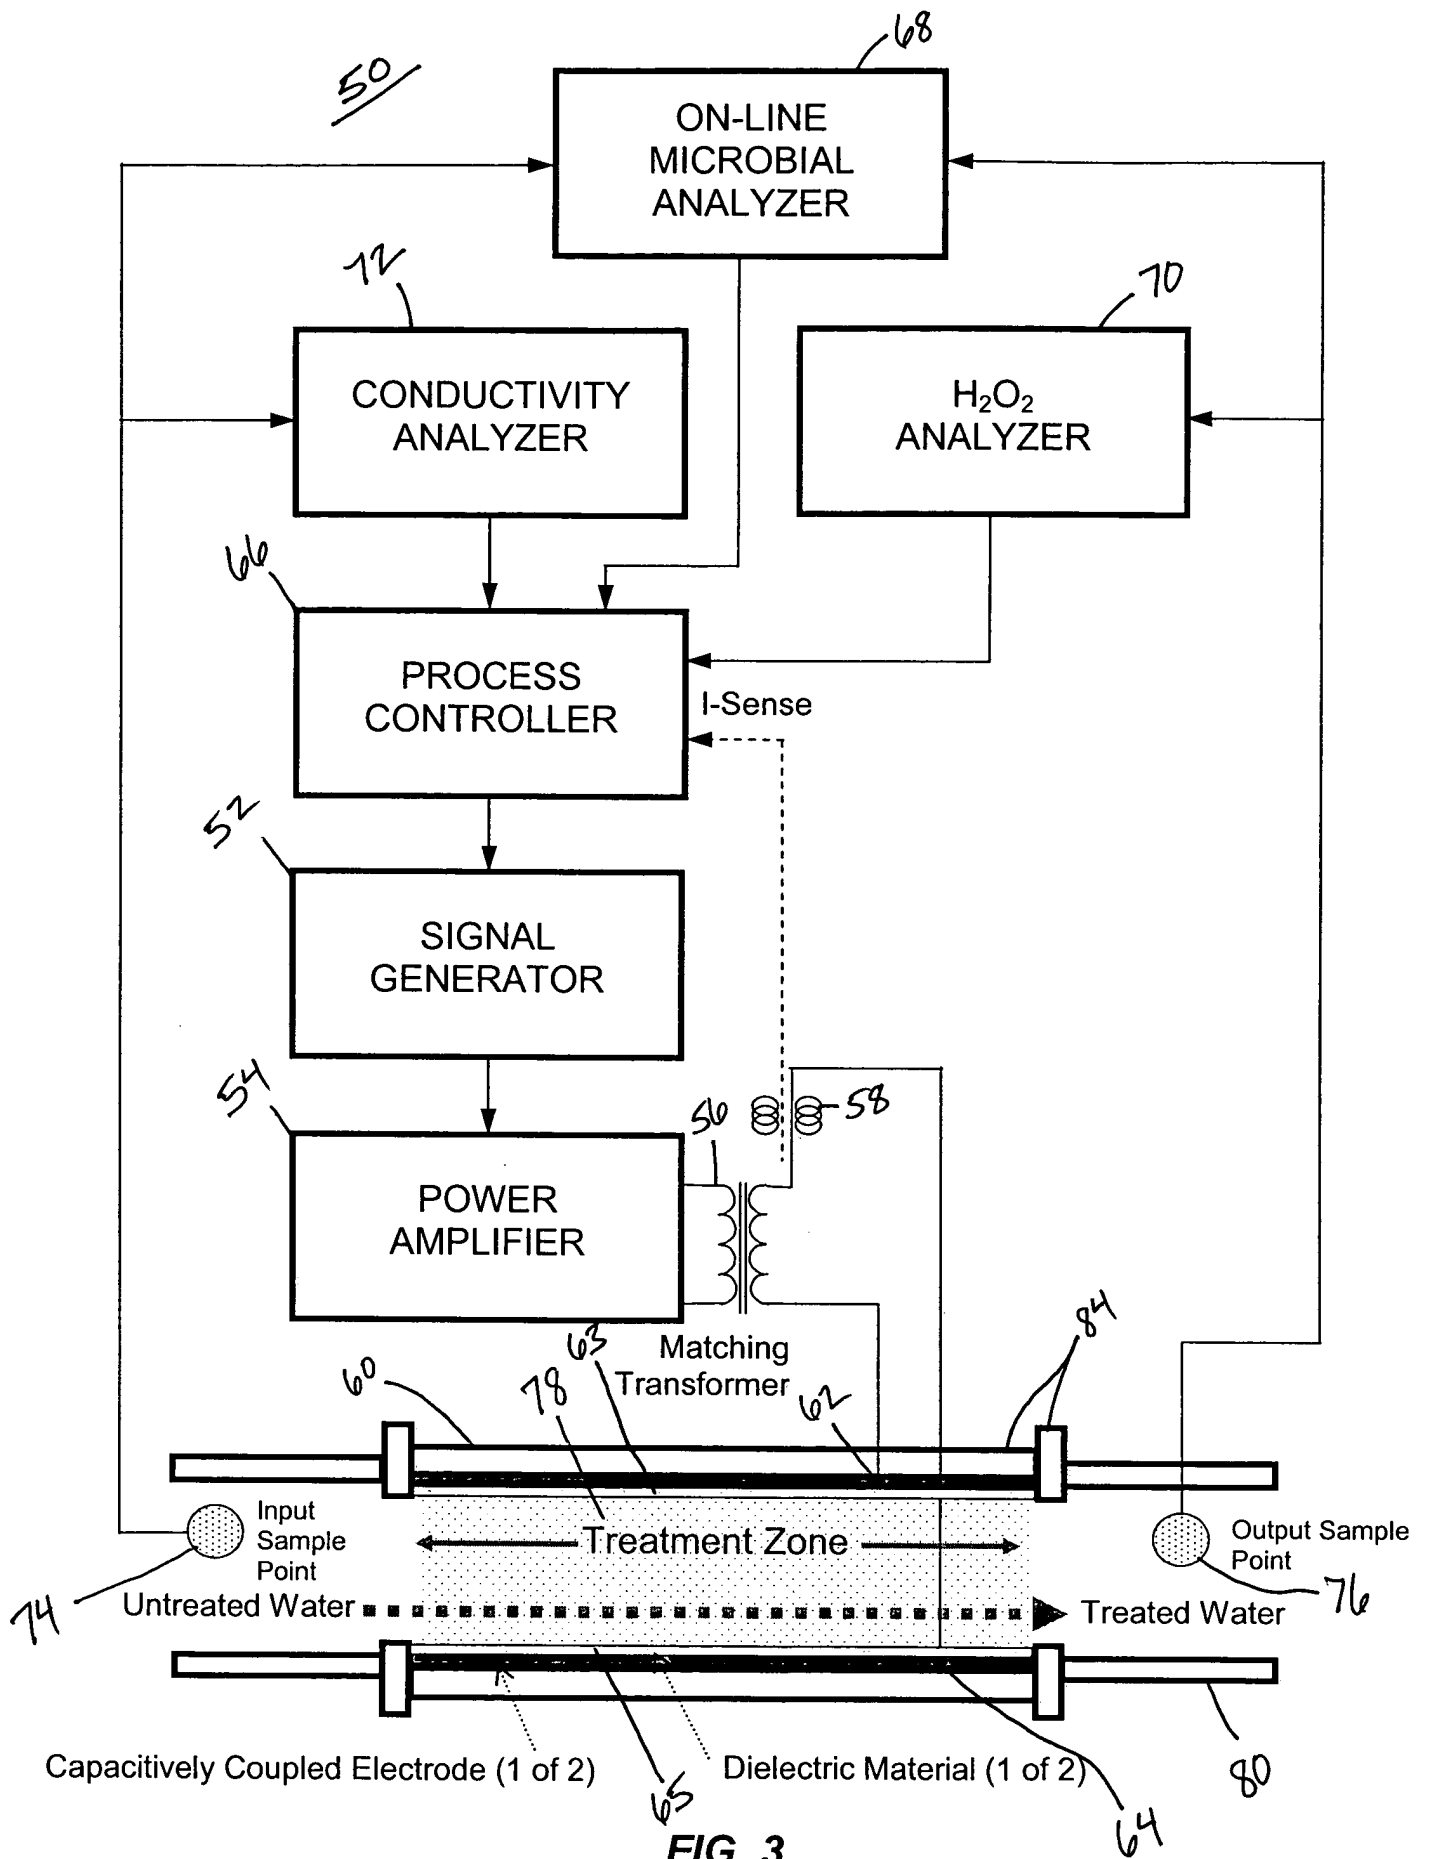 68
50
ON-LINE
MICROBIAL
ANALYZER
72
70
CONDUCTIVITY
ANALYZER
H₂O₂
ANALYZER
66
PROCESS
CONTROLLER
I-Sense
52
SIGNAL
GENERATOR
54
56
58
POWER
AMPLIFIER
63
Matching
Transformer
84
60
78
62
Input
Sample
Point
Treatment Zone
Output Sample
Point
74
76
Untreated Water
Treated Water
Capacitively Coupled Electrode (1 of 2)
Dielectric Material (1 of 2)
65
64
80
FIG. 3